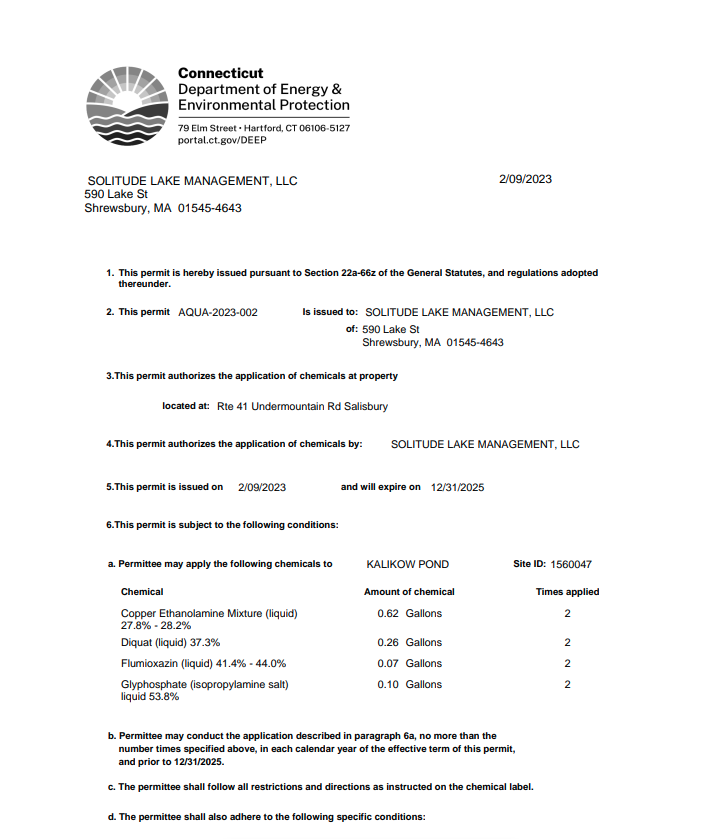 Connecticut
Department of Energy &
Environmental Protection
79 Elm Street • Hartford, CT 06106-5127
portal.ct.gov/DEEP
SOLITUDE LAKE MANAGEMENT, LLC 2/09/2023
590 Lake St
Shrewsbury, MA 01545-4643
1. This permit is hereby issued pursuant to Section 22a-66z of the General Statutes, and regulations adopted
thereunder.
2. This permit AQUA-2023-002 Is issued to: SOLITUDE LAKE MANAGEMENT, LLC
of: 590 Lake St
Shrewsbury, MA 01545-4643
3.This permit authorizes the application of chemicals at property
located at: Rte 41 Undermountain Rd Salisbury
4.This permit authorizes the application of chemicals by: SOLITUDE LAKE MANAGEMENT, LLC
5.This permit is issued on 2/09/2023 and will expire on 12/31/2025
6.This permit is subject to the following conditions:
a. Permittee may apply the following chemicals to KALIKOW POND Site ID: 1560047
Chemical Amount of chemical Times applied
Copper Ethanolamine Mixture (liquid) 0.62 Gallons 2
27.8% - 28.2%
Diquat (liquid) 37.3% 0.26 Gallons 2
Flumioxazin (liquid) 41.4% - 44.0% 0.07 Gallons 2
Glyphosphate (isopropylamine salt) 0.10 Gallons 2
liquid 53.8%
b. Permittee may conduct the application described in paragraph 6a, no more than the
number times specified above, in each calendar year of the effective term of this permit,
and prior to 12/31/2025.
c. The permittee shall follow all restrictions and directions as instructed on the chemical label.
d. The permittee shall also adhere to the following specific conditions: